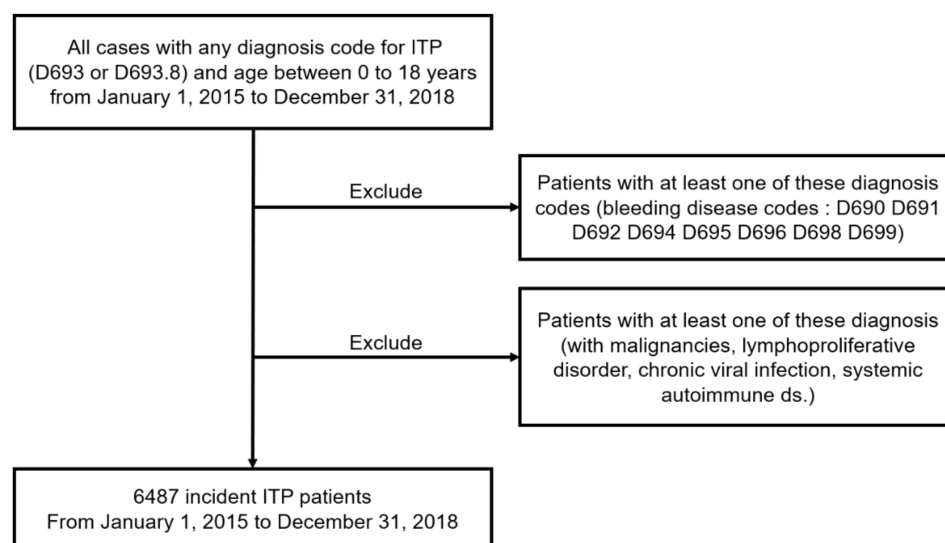 All cases with any diagnosis code for ITP
(D693 or D693.8) and age between 0 to 18 years
from January 1, 2015 to December 31, 2018
Exclude
Patients with at least one of these diagnosis
codes (bleeding disease codes : D690 D691
D692 D694 D695 D696 D698 D699)
Exclude
Patients with at least one of these diagnosis
(with malignancies, lymphoproliferative
disorder, chronic viral infection, systemic
autoimmune ds.)
6487 incident ITP patients
From January 1, 2015 to December 31, 2018